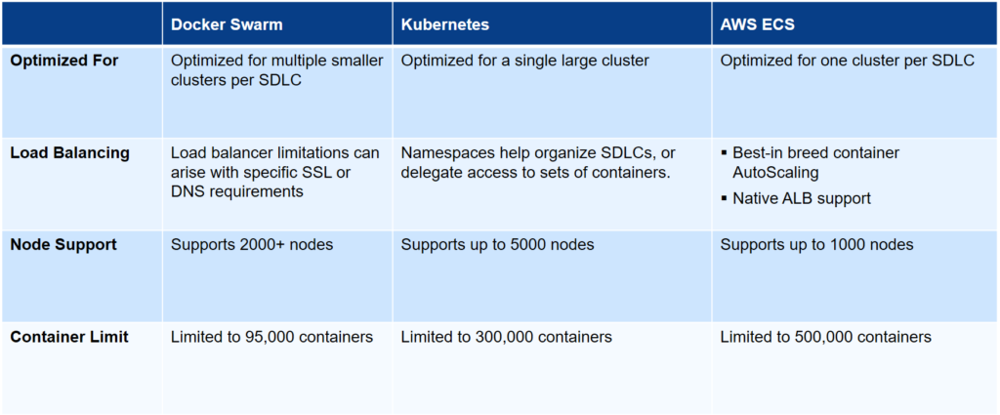 Docker Swarm
Kubernetes
AWS ECS
Optimized For
Optimized for multiple smaller
clusters per SDLC
Optimized for a single large cluster
Optimized for one cluster per SDLC
Load Balancing
Load balancer limitations can
arise with specific SSL or
DNS requirements
Namespaces help organize SDLCs, or
delegate access to sets of containers.
▪ Best-in breed container
AutoScaling
▪ Native ALB support
Node Support
Supports 2000+ nodes
Supports up to 5000 nodes
Supports up to 1000 nodes
Container Limit
Limited to 95,000 containers
Limited to 300,000 containers
Limited to 500,000 containers